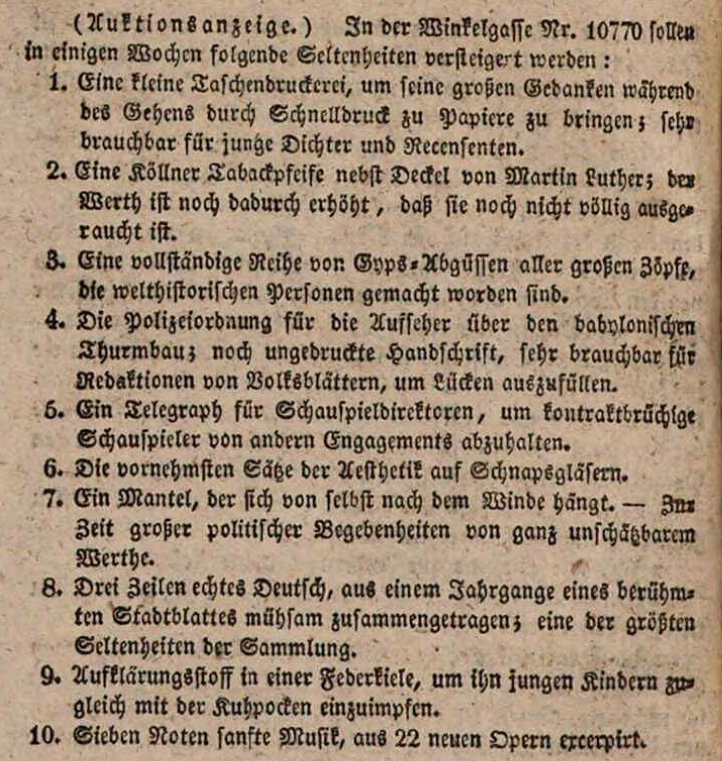 (Auktionsanzeige.) In der Winkelgasse Nr. 10770 sollen
in einigen Wochen folgende Seltenheiten versteigert werden:
1. Eine kleine Taschendruckerei, um seine großen Gedanken während
des Gehens durch Schnelldruck zu Papiere zu bringen; sehr
brauchbar für junge Dichter und Recensenten.
2. Eine Köllner Tabackpfeife nebst Deckel von Martin Luther; der
Werth ist noch dadurch erhöht, daß sie noch nicht völlig ausge-
raucht ist.
3. Eine vollständige Reihe von Gyps-Abgüssen aller großen Zöpfe,
die welthistorischen Personen gemacht worden sind.
4. Die Polizeiordnung für die Aufseher über den babylonischen
Thurmbau; noch ungedruckte Handschrift, sehr brauchbar für
Redaktionen von Volksblättern, um Lücken auszufüllen.
5. Ein Telegraph für Schauspieldirektoren, um kontraktbrüchige
Schauspieler von andern Engagements abzuhalten.
6. Die vornehmsten Sätze der Aesthetik auf Schnapsgläsern.
7. Ein Mantel, der sich von selbst nach dem Winde hängt. — Zur
Zeit großer politischer Begebenheiten von ganz unschätzbarem
Werthe.
8. Drei Zeilen echtes Deutsch, aus einem Jahrgange eines berühm-
ten Stadtblattes mühsam zusammengetragen; eine der größten
Seltenheiten der Sammlung.
9. Aufklärungsstoff in einer Federkiele, um ihn jungen Kindern zu-
gleich mit der Kuhpocken einzuimpfen.
10. Sieben Noten sanfte Musik, aus 22 neuen Opern excerpirt.